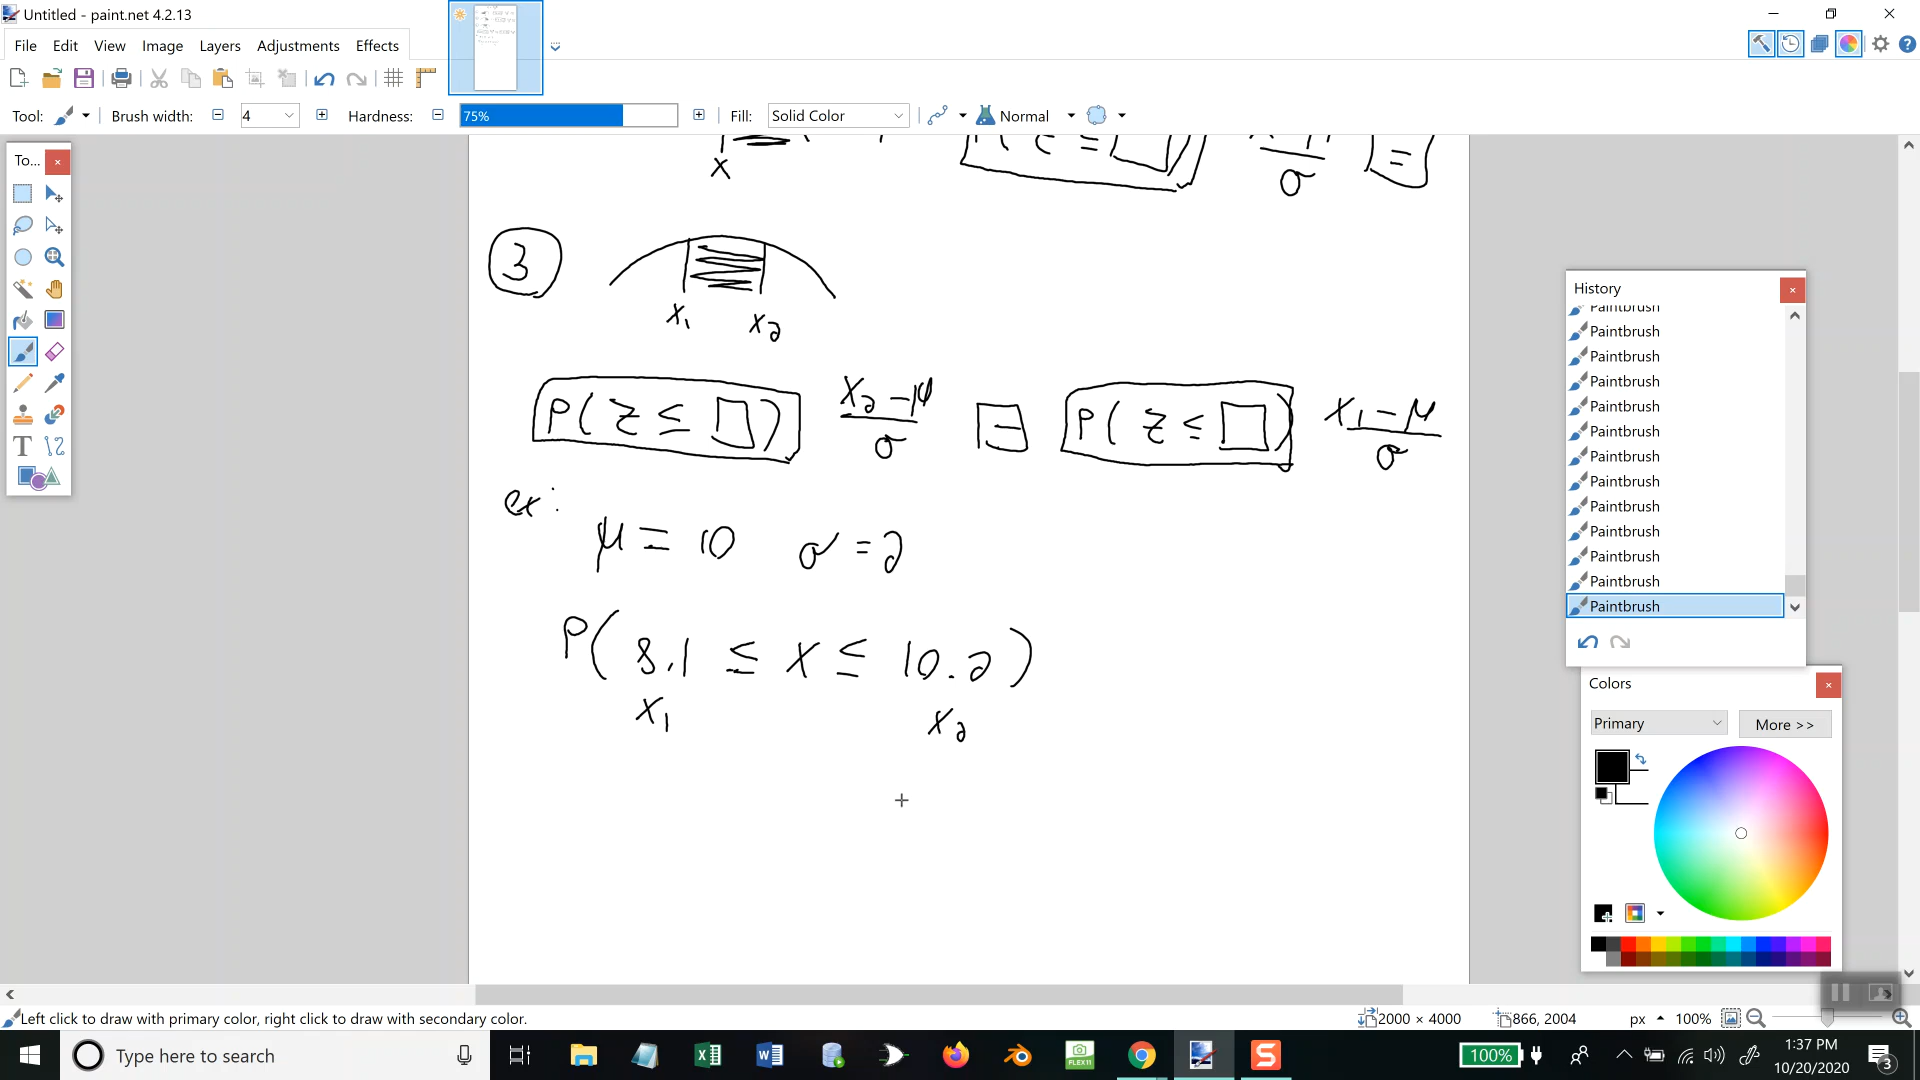 Untitled - paint.net 4.2.13
File Edit View Image Layers Adjustments Effects
Tool: Brush width: 4 Hardness: 75% Fill: Solid Color Normal
To...
x
σ
3
x₁ x₂
P( z ≤ □ ) x₂ - μ / σ - P( z ≤ □ ) x₁ - μ / σ
ex:
μ = 10 σ = 2
P( 8.1 ≤ x ≤ 10.2 )
x₁ x₂
History
Paintbrush
Paintbrush
Paintbrush
Paintbrush
Paintbrush
Paintbrush
Paintbrush
Paintbrush
Paintbrush
Paintbrush
Paintbrush
Paintbrush
Paintbrush
Colors
Primary More >>
Left click to draw with primary color, right click to draw with secondary color.
2000 × 4000 866, 2004 px 100%
Type here to search
FLEX11
100%
1:37 PM
10/20/2020
3